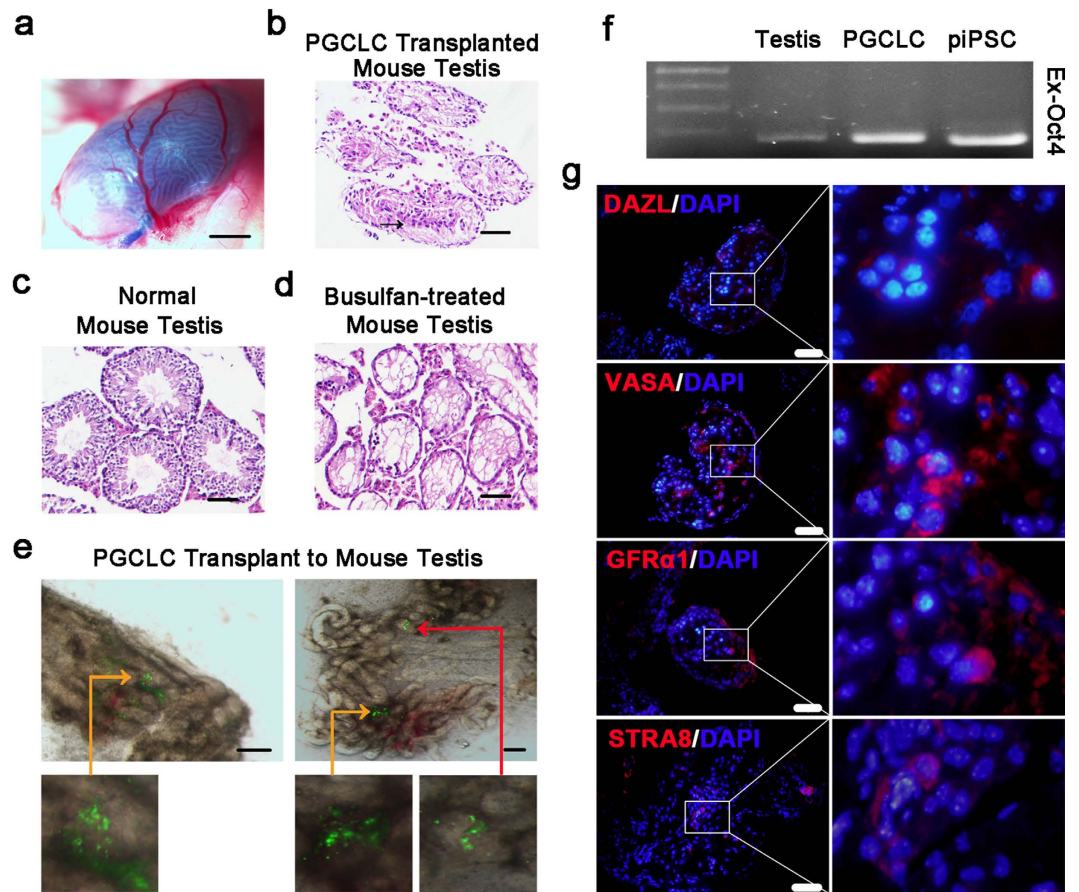 a
b
PGCLC Transplanted
Mouse Testis
c
Normal
Mouse Testis
d
Busulfan-treated
Mouse Testis
e
PGCLC Transplant to Mouse Testis
f
Testis PGCLC piPSC
Ex-Oct4
g
DAZL/DAPI
VASA/DAPI
GFRα1/DAPI
STRA8/DAPI